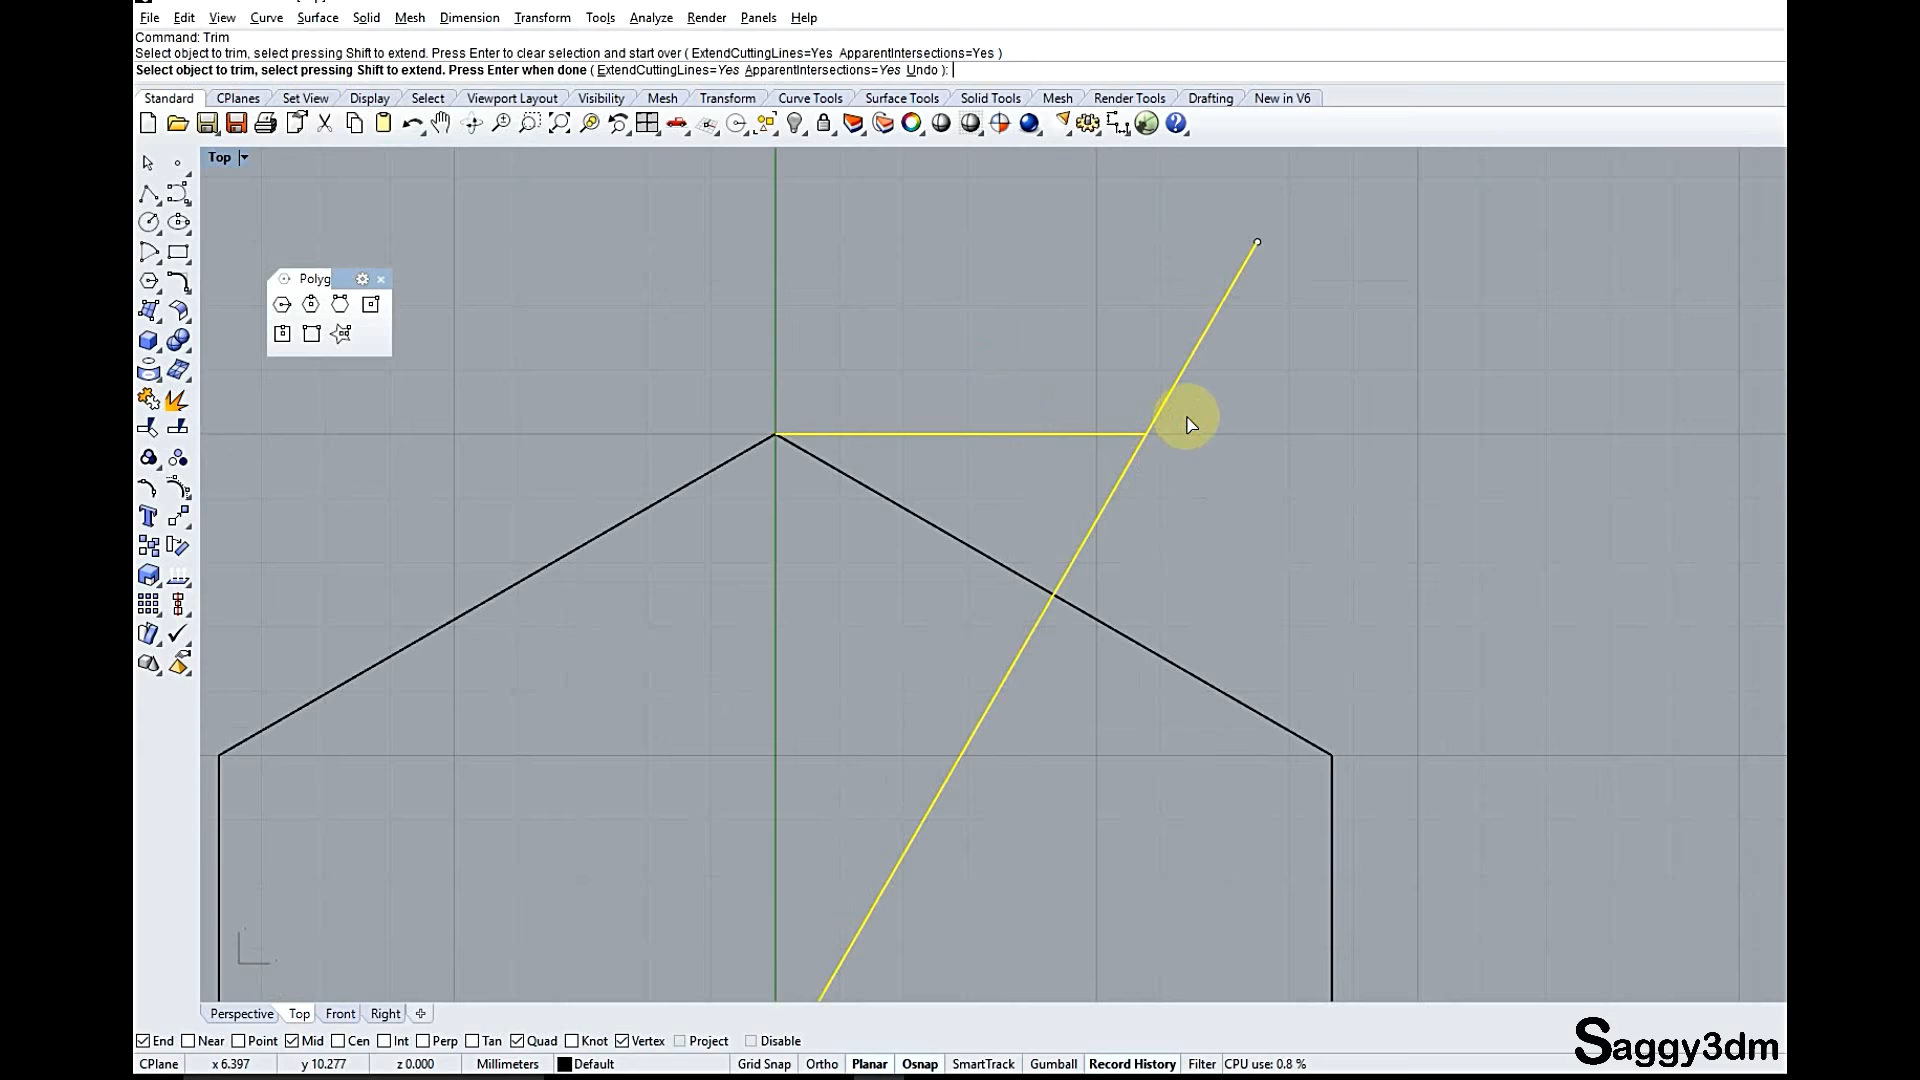 File Edit View Curve Surface Solid Mesh Dimension Transform Tools Analyze Render Panels Help
Command: Trim
Select object to trim, select pressing Shift to extend. Press Enter to clear selection and start over ( ExtendCuttingLines=Yes ApparentIntersections=Yes )
Select object to trim, select pressing Shift to extend. Press Enter when done ( ExtendCuttingLines=Yes ApparentIntersections=Yes Undo ):
Standard CPlanes Set View Display Select Viewport Layout Visibility Mesh Transform Curve Tools Surface Tools Solid Tools Mesh Render Tools Drafting New in V6
Top
Polyg
Perspective Top Front Right
End Near Point Mid Cen Int Perp Tan Quad Knot Vertex Project Disable
CPlane x 6.397 y 10.277 z 0.000 Millimeters Default Grid Snap Ortho Planar Osnap SmartTrack Gumball Record History Filter CPU use: 0.8 %
Saggy3dm